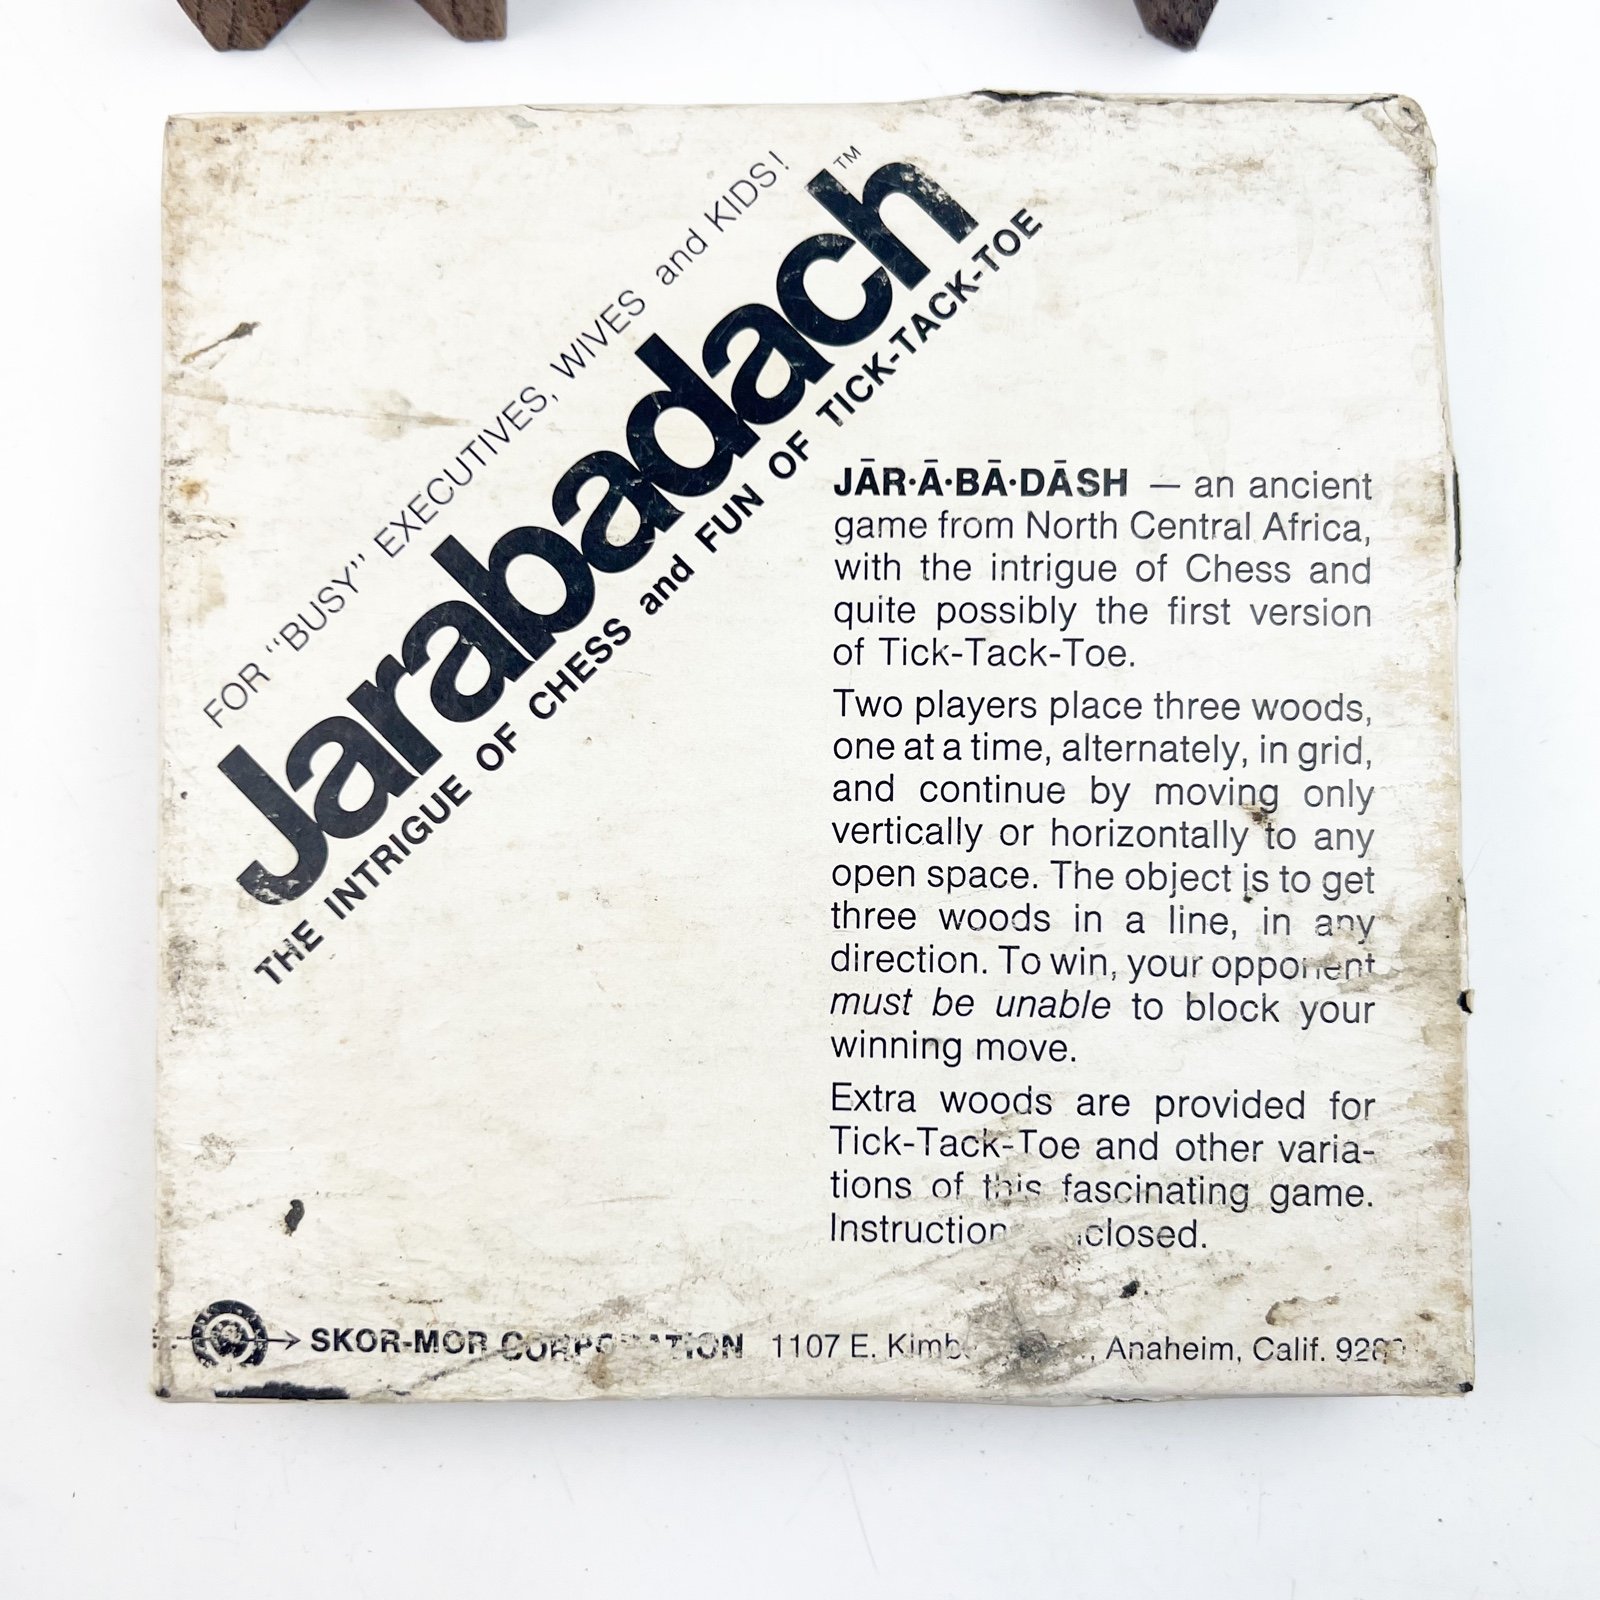 FOR "BUSY" EXECUTIVES, WIVES and KIDS!
Jarabadach™
THE INTRIGUE OF CHESS and FUN OF TICK-TACK-TOE
JĀR·Ā·BĀ·DĀSH — an ancient
game from North Central Africa,
with the intrigue of Chess and
quite possibly the first version
of Tick-Tack-Toe.
Two players place three woods,
one at a time, alternately, in grid,
and continue by moving only
vertically or horizontally to any
open space. The object is to get
three woods in a line, in any
direction. To win, your opponent
must be unable to block your
winning move.
Extra woods are provided for
Tick-Tack-Toe and other varia-
tions of this fascinating game.
SKOR-MOR CORPORATION 1107 E. Anaheim, Calif.